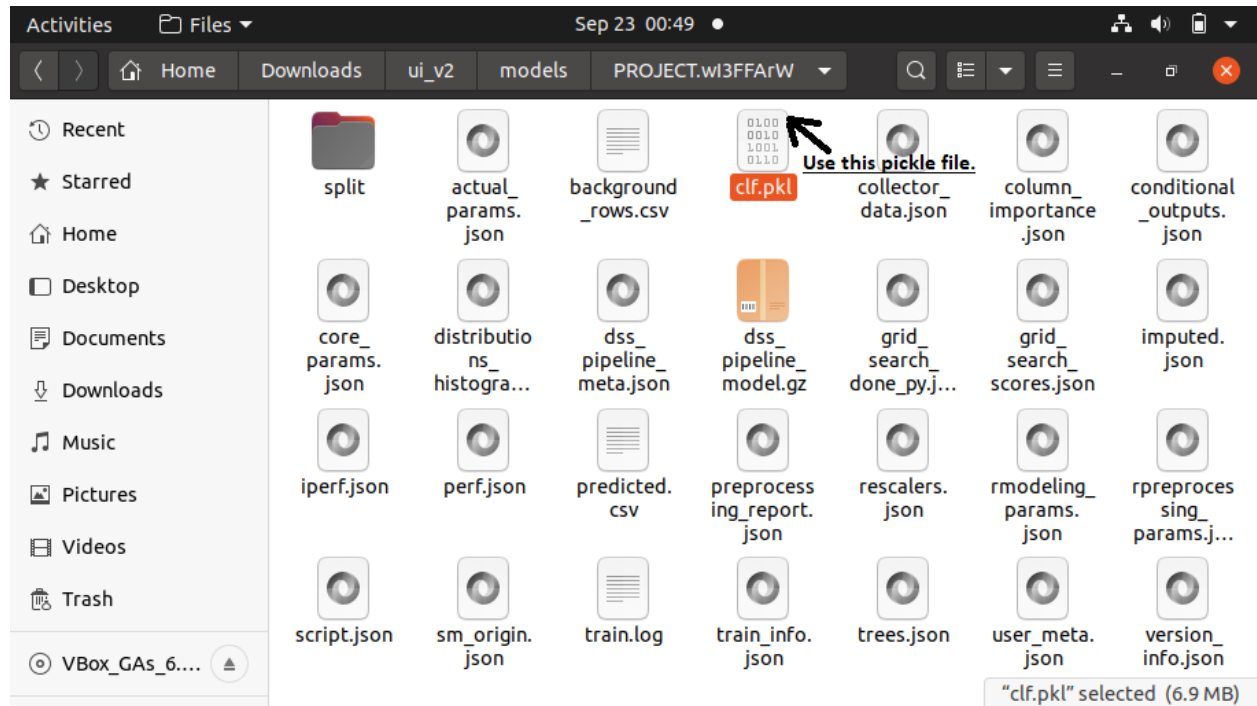 Activities Files Sep 23 00:49
Home Downloads ui_v2 models PROJECT.wI3FFArW
Recent
Starred
Home
Desktop
Documents
Downloads
Music
Pictures
Videos
Trash
VBox_GAs_6....
0100
0010
1001
0110
Use this pickle file.
split
actual_
params.
json
background
_rows.csv
clf.pkl
collector_
data.json
column_
importance
.json
conditional
_outputs.
json
core_
params.
json
distributio
ns_
histogra...
dss_
pipeline_
meta.json
dss_
pipeline_
model.gz
grid_
search_
done_py.j...
grid_
search_
scores.json
imputed.
json
iperf.json
perf.json
predicted.
csv
preprocess
ing_report.
json
rescalers.
json
rmodeling_
params.
json
rpreproces
sing_
params.j...
script.json
sm_origin.
json
train.log
train_info.
json
trees.json
user_meta.
json
version_
info.json
“clf.pkl” selected (6.9 MB)